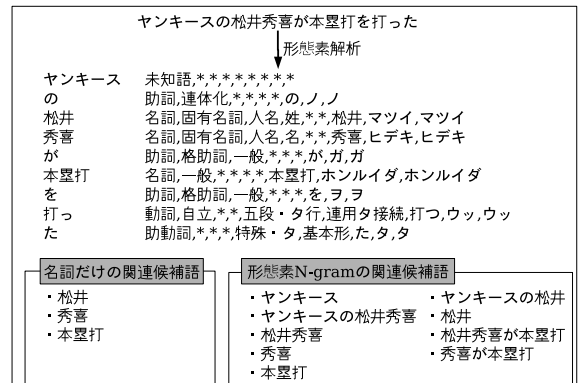 ヤンキースの松井秀喜が本塁打を打った
形態素解析
ヤンキース 未知語,*,*,*,*,*,*,*,*
の 助詞,連体化,*,*,*,*,の,ノ,ノ
松井 名詞,固有名詞,人名,姓,*,*,松井,マツイ,マツイ
秀喜 名詞,固有名詞,人名,名,*,*,秀喜,ヒデキ,ヒデキ
が 助詞,格助詞,一般,*,*,*,が,ガ,ガ
本塁打 名詞,一般,*,*,*,*,本塁打,ホンルイダ,ホンルイダ
を 助詞,格助詞,一般,*,*,*,を,ヲ,ヲ
打っ 動詞,自立,*,*,五段・タ行,連用タ接続,打つ,ウッ,ウッ
た 助動詞,*,*,*,特殊・タ,基本形,た,タ,タ
名詞だけの関連候補語
・松井
・秀喜
・本塁打
形態素N-gramの関連候補語
・ヤンキース ・ヤンキースの松井
・ヤンキースの松井秀喜 ・松井
・松井秀喜 ・松井秀喜が本塁打
・秀喜 ・秀喜が本塁打
・本塁打